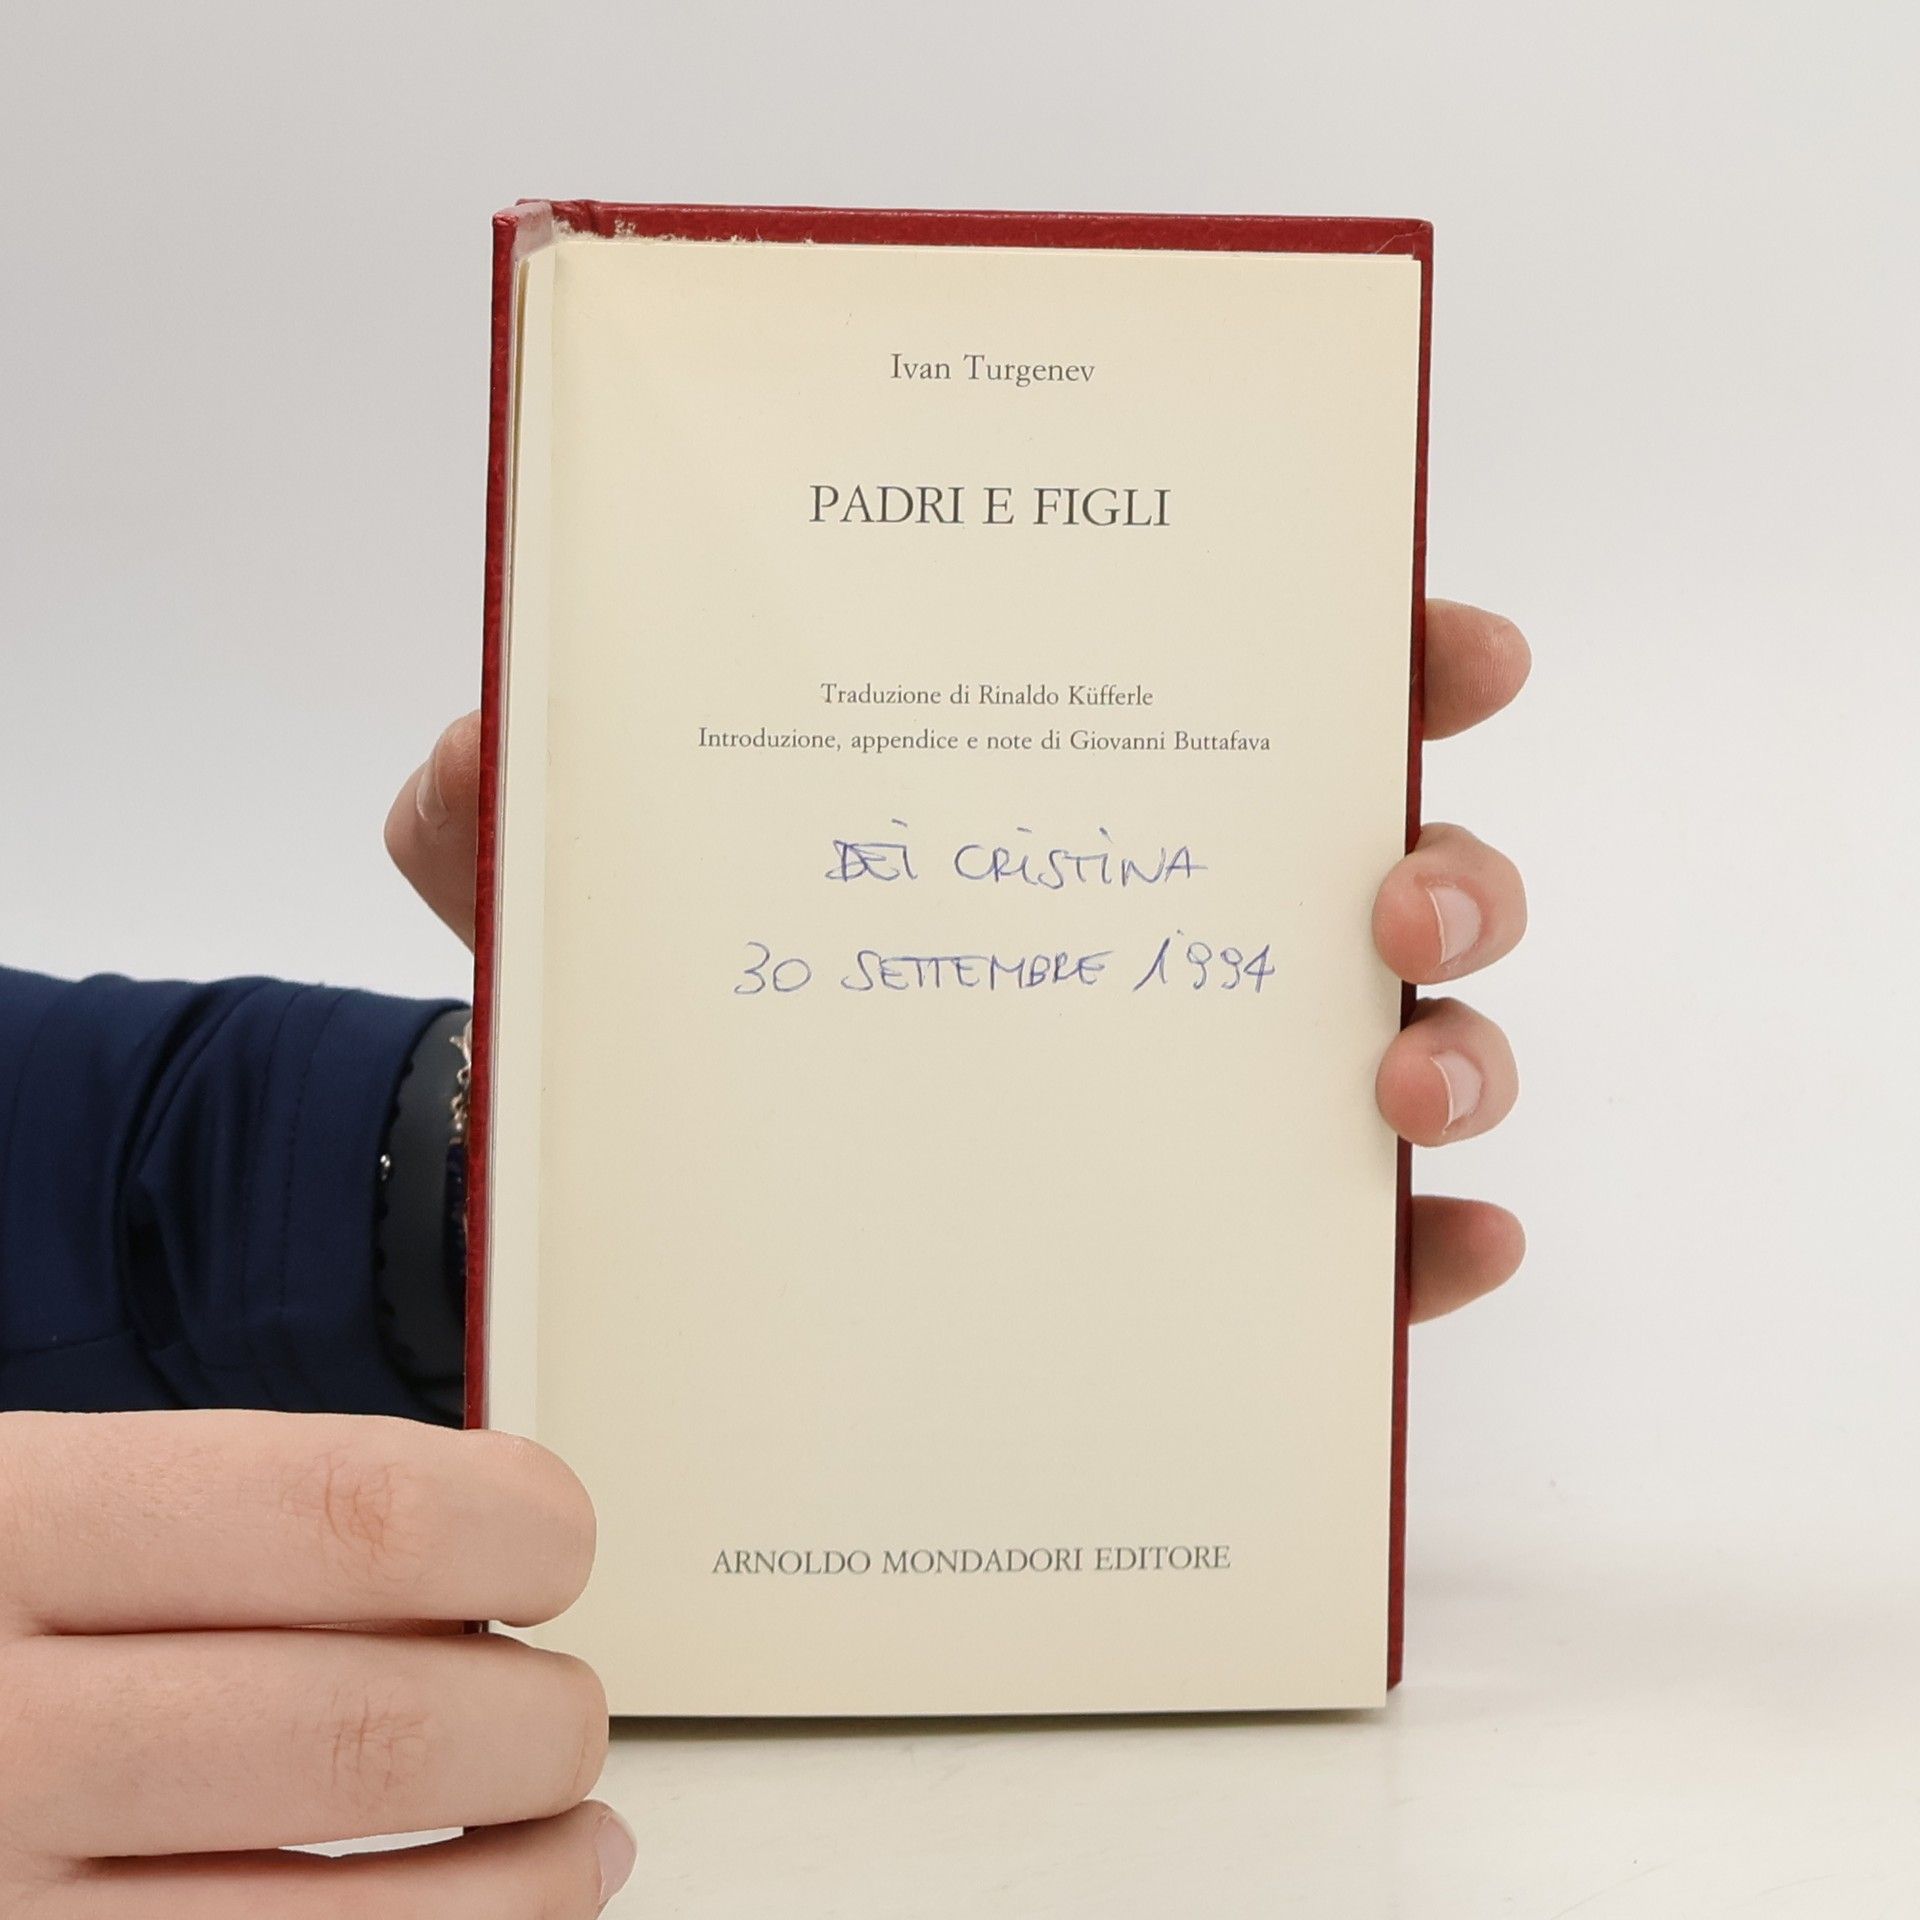 Ivan Turgenev
PADRI E FIGLI
Traduzione di Rinaldo Küfferle
Introduzione, appendice e note di Giovanni Buttafava
DEI CRISTINA
30 SETTEMBRE 1994
ARNOLDO MONDADORI EDITORE